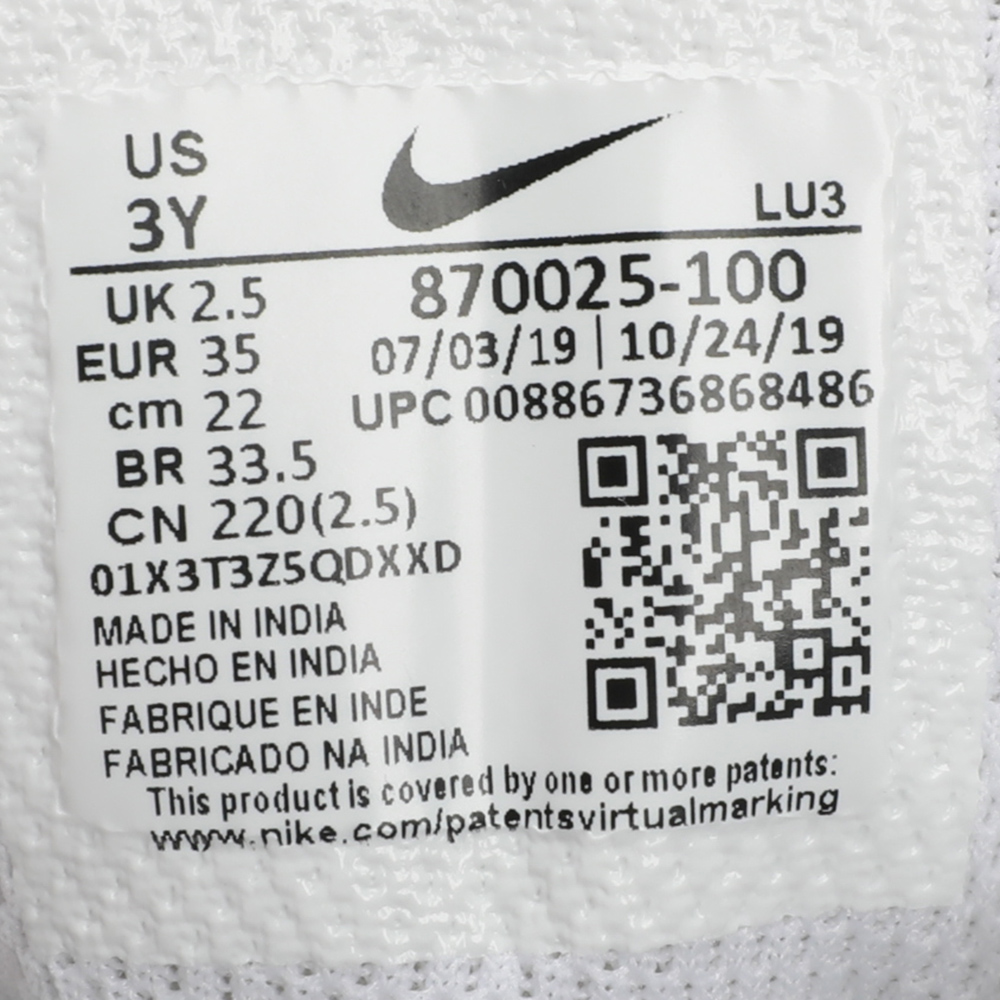 US
3Y
LU3
UK 2.5
870025-100
EUR 35
07/03/19 | 10/24/19
cm 22
UPC 00886736868486
BR 33.5
CN 220(2.5)
01X3T3Z5QDXXD
MADE IN INDIA
HECHO EN INDIA
FABRIQUE EN INDE
FABRICADO NA INDIA
This product is covered by one or more patents:
www.nike.com/patentsvirtualmarking